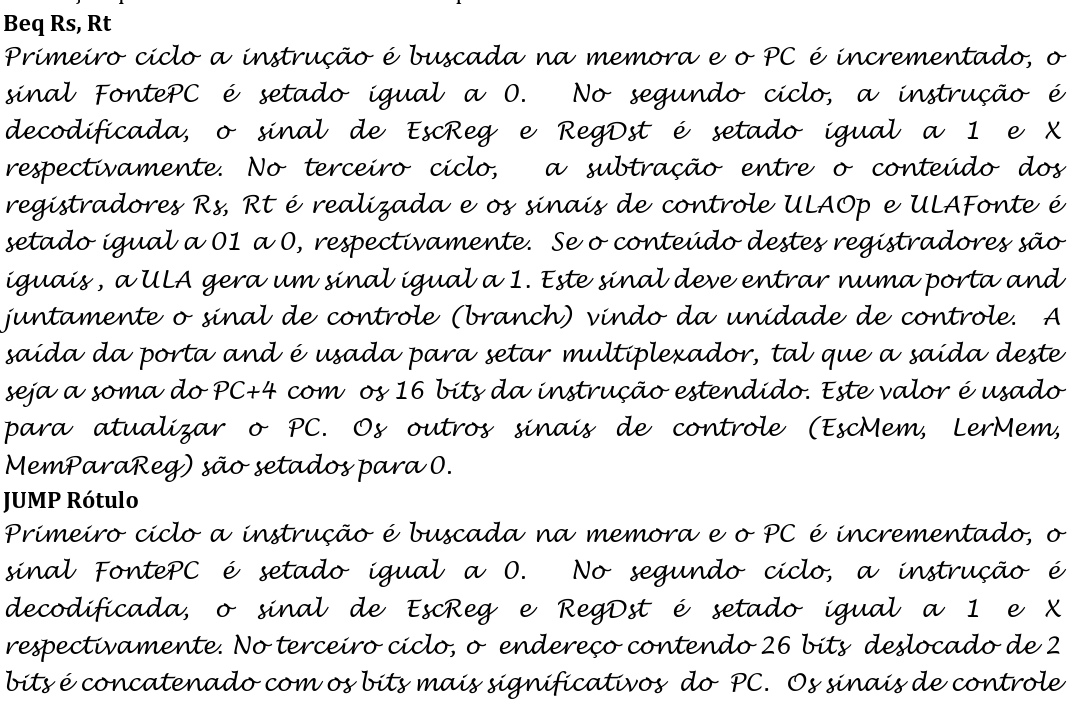 Beq Rs, Rt
Primeiro ciclo a instrução é buscada na memora e o PC é incrementado, o
sinal FontePC é setado igual a 0. No segundo ciclo, a instrução é
decodificada, o sinal de EscReg e RegDst é setado igual a 1 e X
respectivamente. No terceiro ciclo, a subtração entre o conteúdo dos
registradores Rs, Rt é realizada e os sinais de controle ULAOp e ULAFonte é
setado igual a 01 a 0, respectivamente. Se o conteúdo destes registradores são
iguais , a ULA gera um sinal igual a 1. Este sinal deve entrar numa porta and
juntamente o sinal de controle (branch) vindo da unidade de controle. A
saída da porta and é usada para setar multiplexador, tal que a saída deste
seja a soma do PC+4 com os 16 bits da instrução estendido. Este valor é usado
para atualizar o PC. Os outros sinais de controle (EscMem, LerMem,
MemParaReg) são setados para 0.
JUMP Rótulo
Primeiro ciclo a instrução é buscada na memora e o PC é incrementado, o
sinal FontePC é setado igual a 0. No segundo ciclo, a instrução é
decodificada, o sinal de EscReg e RegDst é setado igual a 1 e X
respectivamente. No terceiro ciclo, o endereço contendo 26 bits deslocado de 2
bits é concatenado com os bits mais significativos do PC. Os sinais de controle